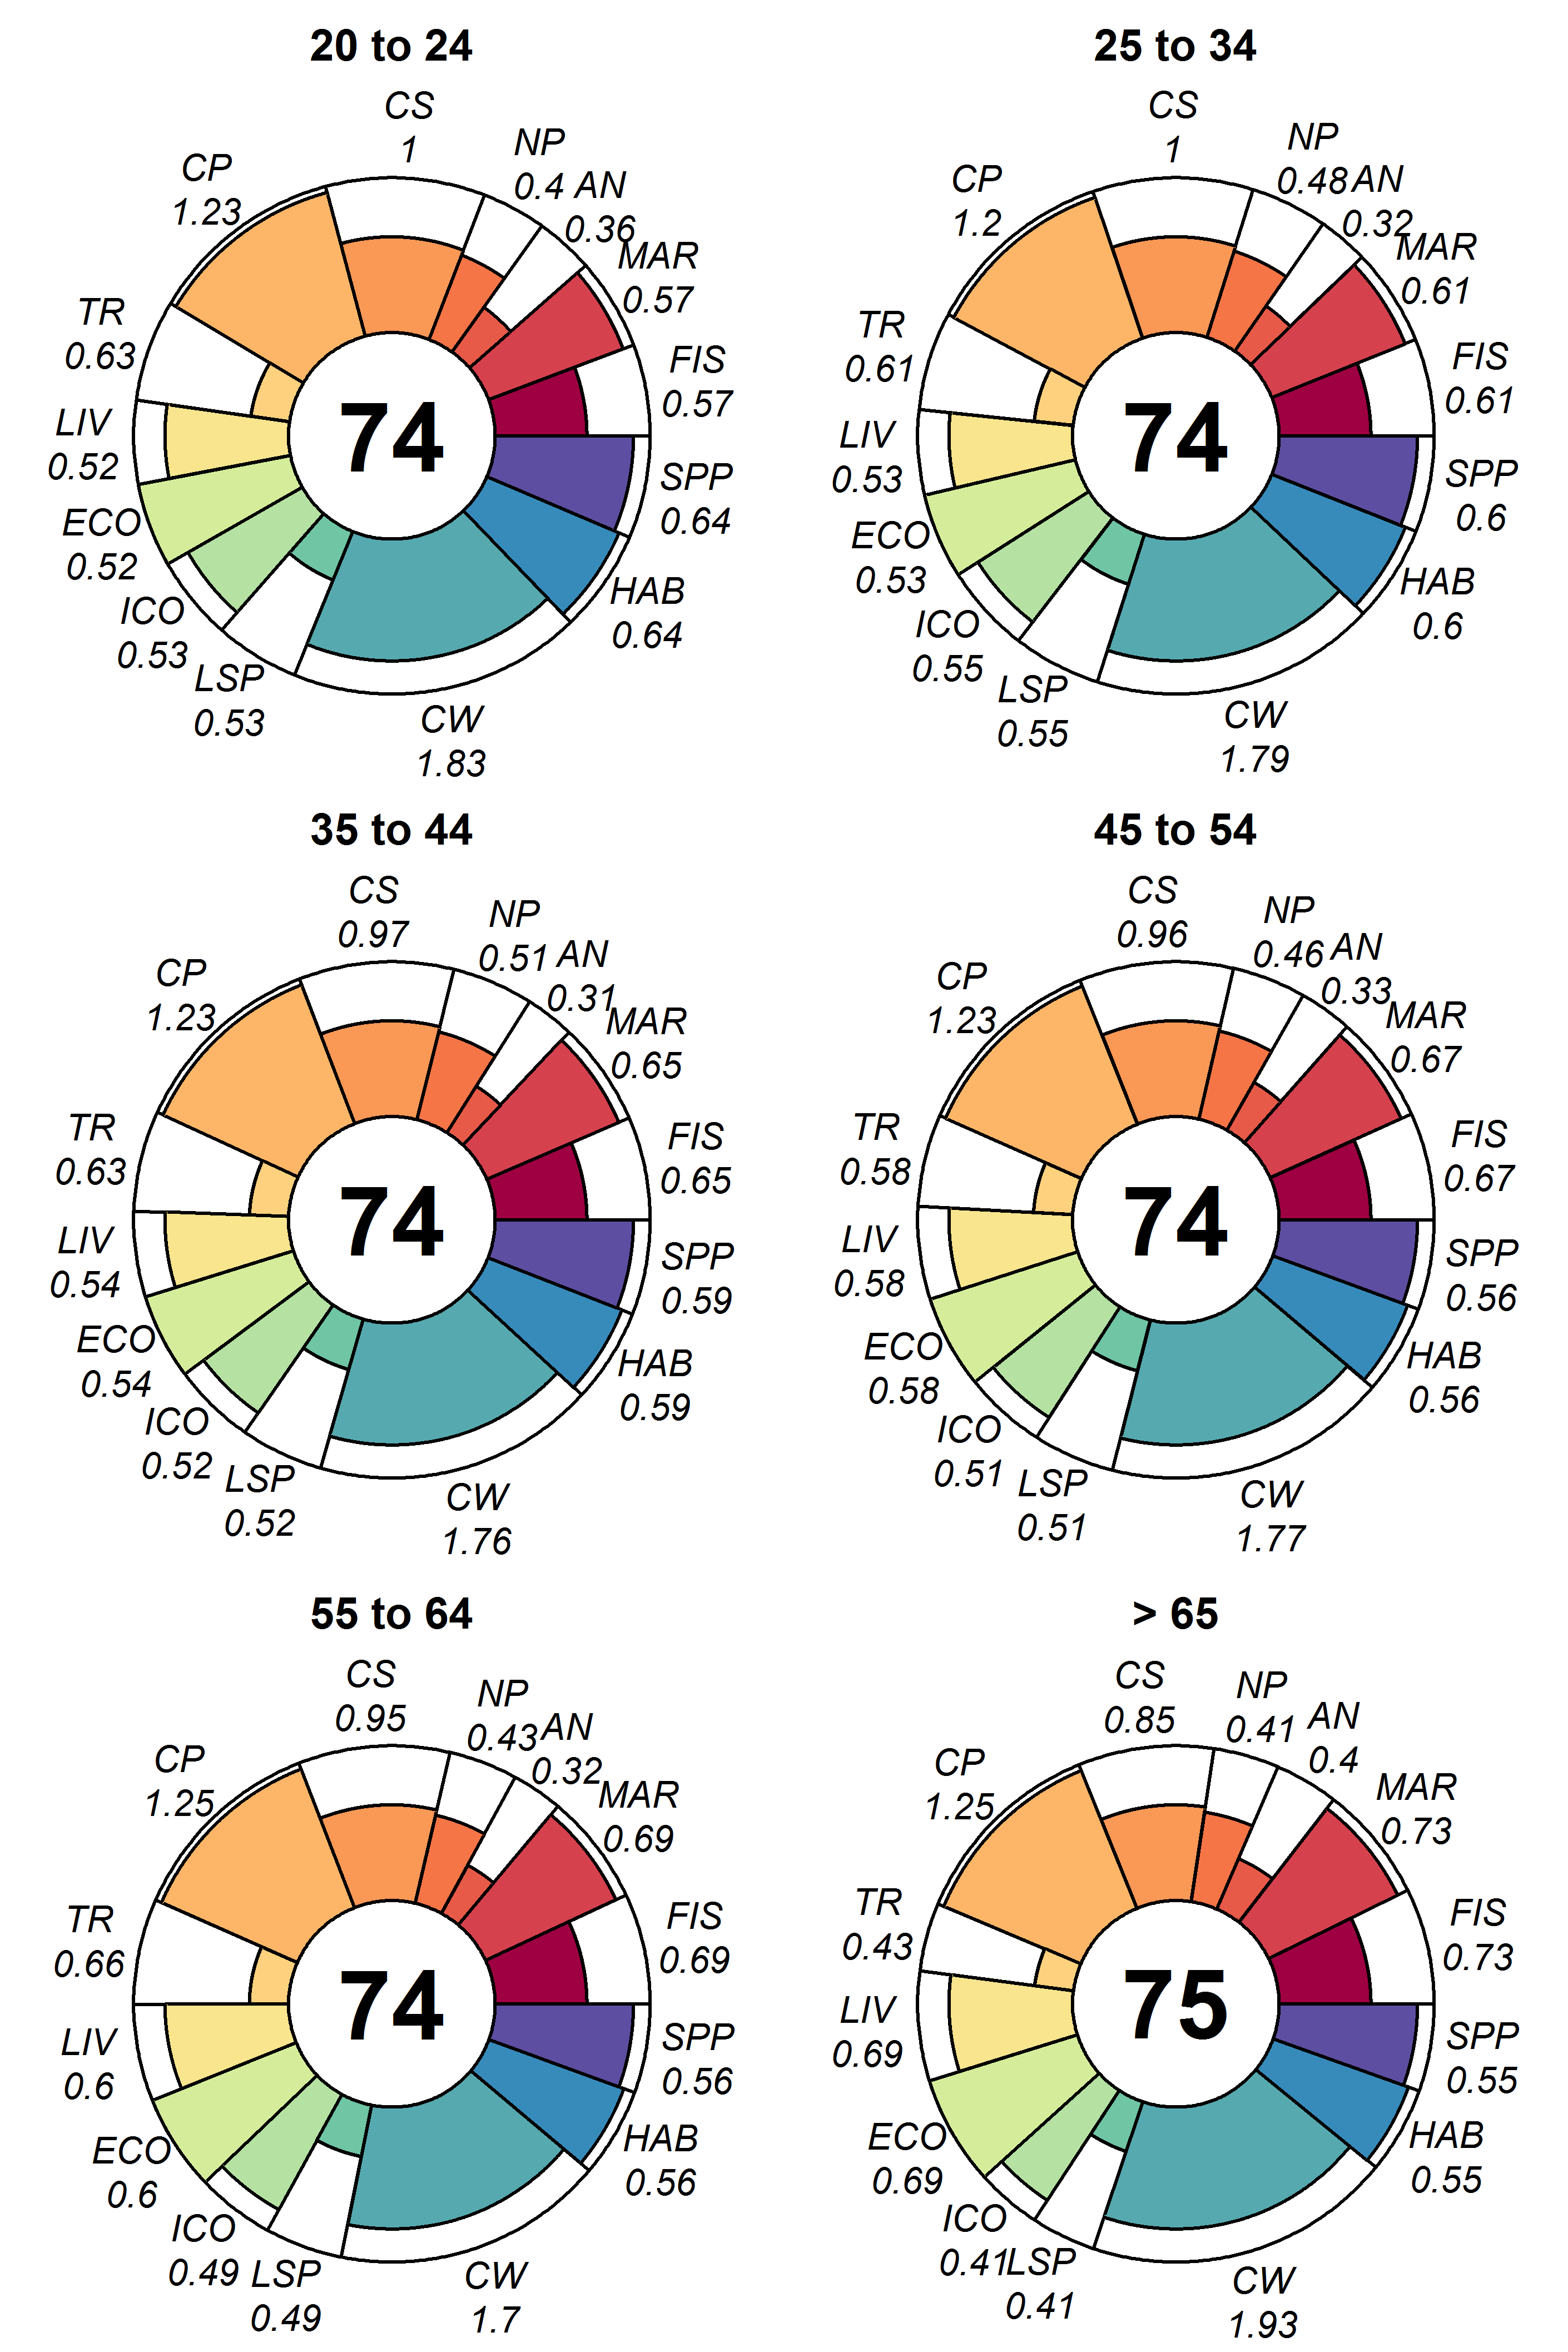 20 to 24
CS
1
NP
0.4
AN
0.36
MAR
0.57
FIS
0.57
SPP
0.64
HAB
0.64
CW
1.83
LSP
0.53
ICO
0.53
ECO
0.52
LIV
0.52
TR
0.63
CP
1.23
74
25 to 34
CS
1
NP
0.48
AN
0.32
MAR
0.61
FIS
0.61
SPP
0.6
HAB
0.6
CW
1.79
LSP
0.55
ICO
0.55
ECO
0.53
LIV
0.53
TR
0.61
CP
1.2
74
35 to 44
CS
0.97
NP
0.51
AN
0.31
MAR
0.65
FIS
0.65
SPP
0.59
HAB
0.59
CW
1.76
LSP
0.52
ICO
0.52
ECO
0.54
LIV
0.54
TR
0.63
CP
1.23
74
45 to 54
CS
0.96
NP
0.46
AN
0.33
MAR
0.67
FIS
0.67
SPP
0.56
HAB
0.56
CW
1.77
LSP
0.51
ICO
0.51
ECO
0.58
LIV
0.58
TR
0.58
CP
1.23
74
55 to 64
CS
0.95
NP
0.43
AN
0.32
MAR
0.69
FIS
0.69
SPP
0.56
HAB
0.56
CW
1.7
LSP
0.49
ICO
0.49
ECO
0.6
LIV
0.6
TR
0.66
CP
1.25
74
> 65
CS
0.85
NP
0.41
AN
0.4
MAR
0.73
FIS
0.73
SPP
0.55
HAB
0.55
CW
1.93
LSP
0.41
ICO
0.41
ECO
0.69
LIV
0.69
TR
0.43
CP
1.25
75